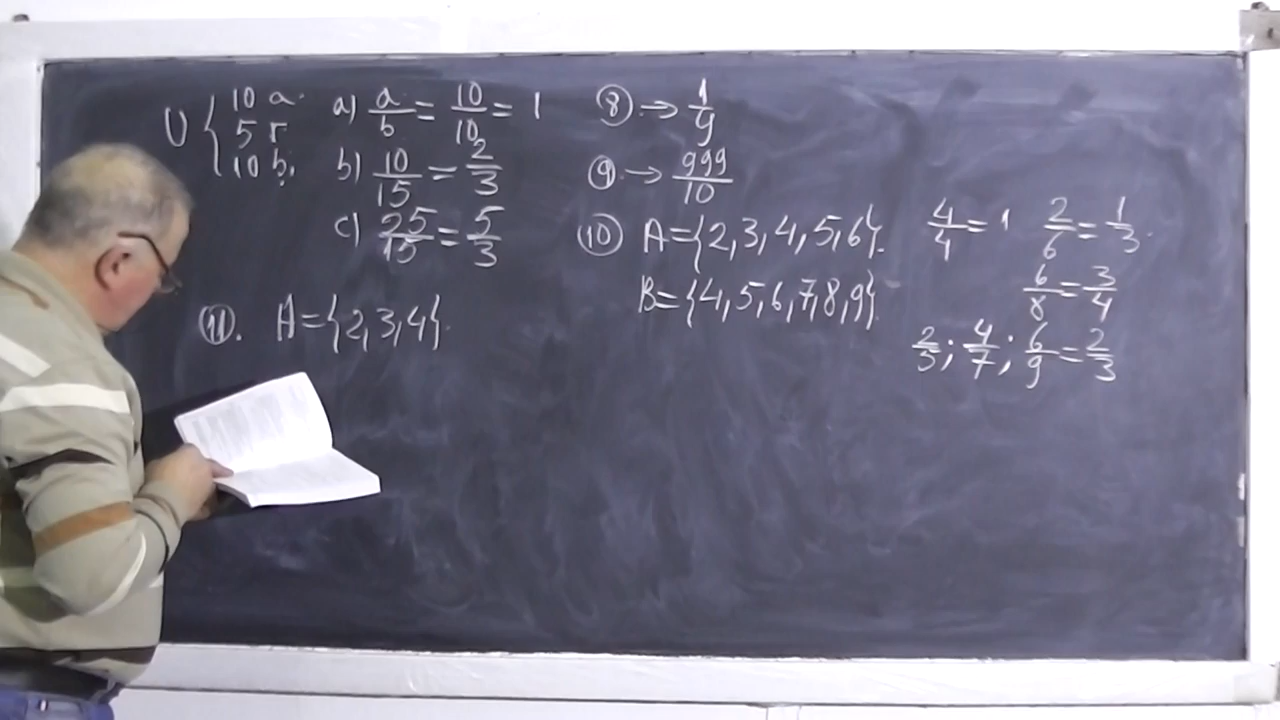 U { 10 a.
5 r
10 b.
a) a/b = 10/10 = 1
b) 10/15 = 2/3
c) 25/15 = 5/3
⑪. A={2,3,4}.
⑧ → 1/9
⑨ → 999/10
⑩ A={2,3,4,5,6}. 4/4 = 1 2/6 = 1/3.
B={4,5,6,7,8,9}. 6/8 = 3/4
2/5; 4/7; 6/9 = 2/3